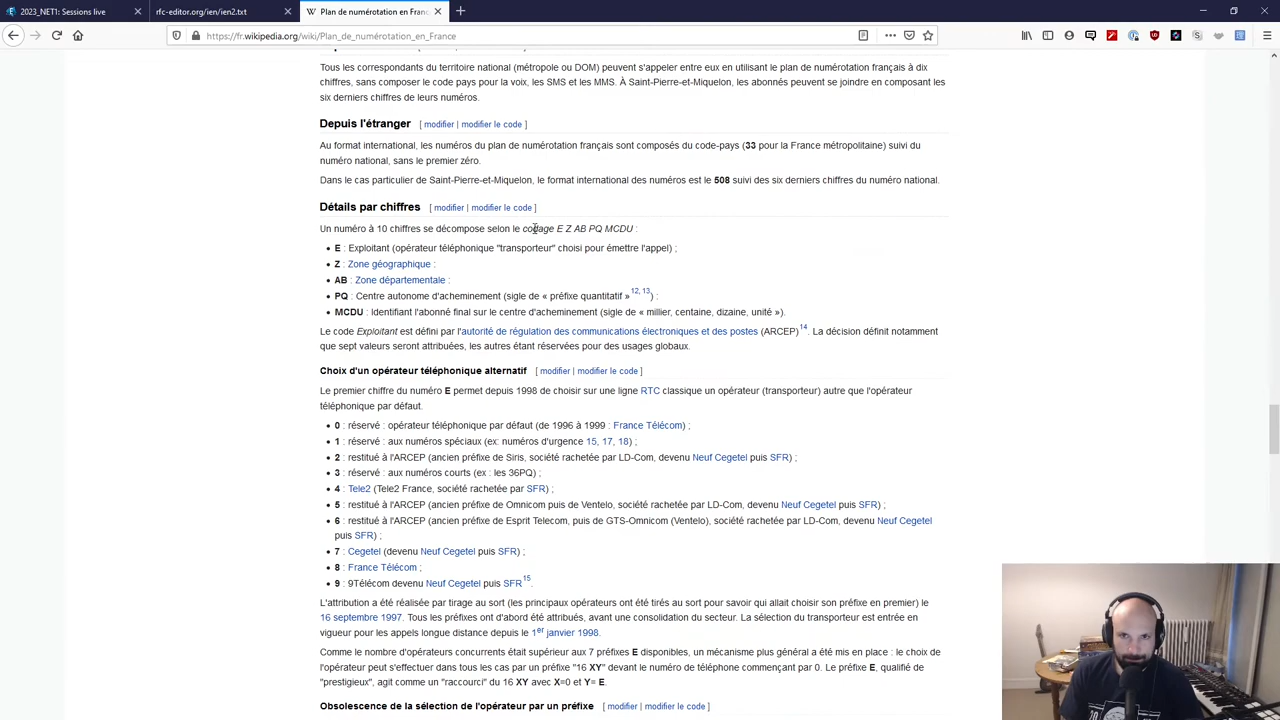 2023_NET1: Sessions live
rfc-editor.org/ien/ien2.txt
Plan de numérotation en Franc
https://fr.wikipedia.org/wiki/Plan_de_numérotation_en_France
Tous les correspondants du territoire national (métropole ou DOM) peuvent s'appeler entre eux en utilisant le plan de numérotation français à dix
chiffres, sans composer le code pays pour la voix, les SMS et les MMS. À Saint-Pierre-et-Miquelon, les abonnés peuvent se joindre en composant les
six derniers chiffres de leurs numéros.
Depuis l'étranger [ modifier | modifier le code ]
Au format international, les numéros du plan de numérotation français sont composés du code-pays (33 pour la France métropolitaine) suivi du
numéro national, sans le premier zéro.
Dans le cas particulier de Saint-Pierre-et-Miquelon, le format international des numéros est le 508 suivi des six derniers chiffres du numéro national.
Détails par chiffres [ modifier | modifier le code ]
Un numéro à 10 chiffres se décompose selon le codage E Z AB PQ MCDU :
• E : Exploitant (opérateur téléphonique "transporteur" choisi pour émettre l'appel) ;
• Z : Zone géographique :
• AB : Zone départementale :
• PQ : Centre autonome d'acheminement (sigle de « préfixe quantitatif »12, 13) :
• MCDU : Identifiant l'abonné final sur le centre d'acheminement (sigle de « millier, centaine, dizaine, unité »).
Le code Exploitant est défini par l'autorité de régulation des communications électroniques et des postes (ARCEP)14. La décision définit notamment
que sept valeurs seront attribuées, les autres étant réservées pour des usages globaux.
Choix d'un opérateur téléphonique alternatif [ modifier | modifier le code ]
Le premier chiffre du numéro E permet depuis 1998 de choisir sur une ligne RTC classique un opérateur (transporteur) autre que l'opérateur
téléphonique par défaut.
• 0 : réservé : opérateur téléphonique par défaut (de 1996 à 1999 : France Télécom) ;
• 1 : réservé : aux numéros spéciaux (ex: numéros d'urgence 15, 17, 18) ;
• 2 : restitué à l'ARCEP (ancien préfixe de Siris, société rachetée par LD-Com, devenu Neuf Cegetel puis SFR) ;
• 3 : réservé : aux numéros courts (ex : les 36PQ) ;
• 4 : Tele2 (Tele2 France, société rachetée par SFR) ;
• 5 : restitué à l'ARCEP (ancien préfixe de Omnicom puis de Ventelo, société rachetée par LD-Com, devenu Neuf Cegetel puis SFR) ;
• 6 : restitué à l'ARCEP (ancien préfixe de Esprit Telecom, puis de GTS-Omnicom (Ventelo), société rachetée par LD-Com, devenu Neuf Cegetel
puis SFR) ;
• 7 : Cegetel (devenu Neuf Cegetel puis SFR) ;
• 8 : France Télécom ;
• 9 : 9Télécom devenu Neuf Cegetel puis SFR15.
L'attribution a été réalisée par tirage au sort (les principaux opérateurs ont été tirés au sort pour savoir qui allait choisir son préfixe en premier) le
16 septembre 1997. Tous les préfixes ont d'abord été attribués, avant une consolidation du secteur. La sélection du transporteur est entrée en
vigueur pour les appels longue distance depuis le 1er janvier 1998.
Comme le nombre d'opérateurs concurrents était supérieur aux 7 préfixes E disponibles, un mécanisme plus général a été mis en place : le choix de
l'opérateur peut s'effectuer dans tous les cas par un préfixe "16 XY" devant le numéro de téléphone commençant par 0. Le préfixe E, qualifié de
"prestigieux", agit comme un "raccourci" du 16 XY avec X=0 et Y= E.
Obsolescence de la sélection de l'opérateur par un préfixe [ modifier | modifier le code ]